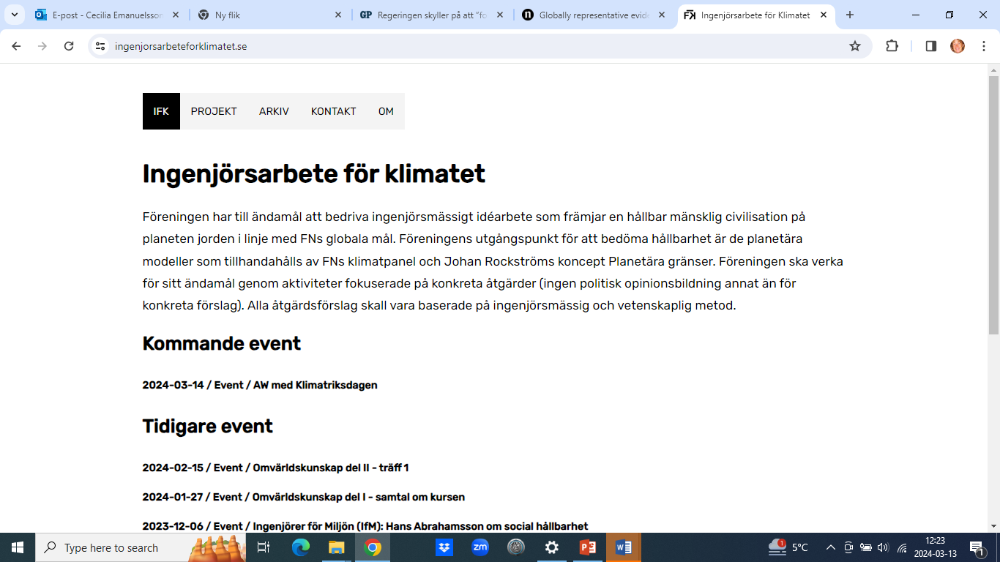 E-post - Cecilia Emanuelsson
Ny flik
GP Regeringen skyller på att "fo
n Globally representative evide
FK Ingenjörsarbete för Klimatet
ingenjorsarbeteforklimatet.se
IFK PROJEKT ARKIV KONTAKT OM
Ingenjörsarbete för klimatet
Föreningen har till ändamål att bedriva ingenjörsmässigt idéarbete som främjar en hållbar mänsklig civilisation på
planeten jorden i linje med FNs globala mål. Föreningens utgångspunkt för att bedöma hållbarhet är de planetära
modeller som tillhandahålls av FNs klimatpanel och Johan Rockströms koncept Planetära gränser. Föreningen ska verka
för sitt ändamål genom aktiviteter fokuserade på konkreta åtgärder (ingen politisk opinionsbildning annat än för
konkreta förslag). Alla åtgärdsförslag skall vara baserade på ingenjörsmässig och vetenskaplig metod.
Kommande event
2024-03-14 / Event / AW med Klimatriksdagen
Tidigare event
2024-02-15 / Event / Omvärldskunskap del II - träff 1
2024-01-27 / Event / Omvärldskunskap del I - samtal om kursen
2023-12-06 / Event / Ingenjörer för Miljön (IfM): Hans Abrahamsson om social hållbarhet
Type here to search
zm
1
5°C
12:23
2024-03-13
1